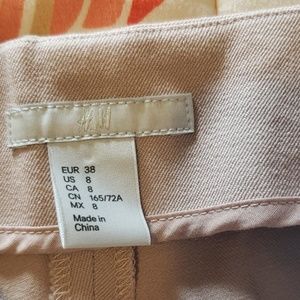 H&M
EUR 38
US 8
CA 8
CN 165/72A
MX 8
Made in
China